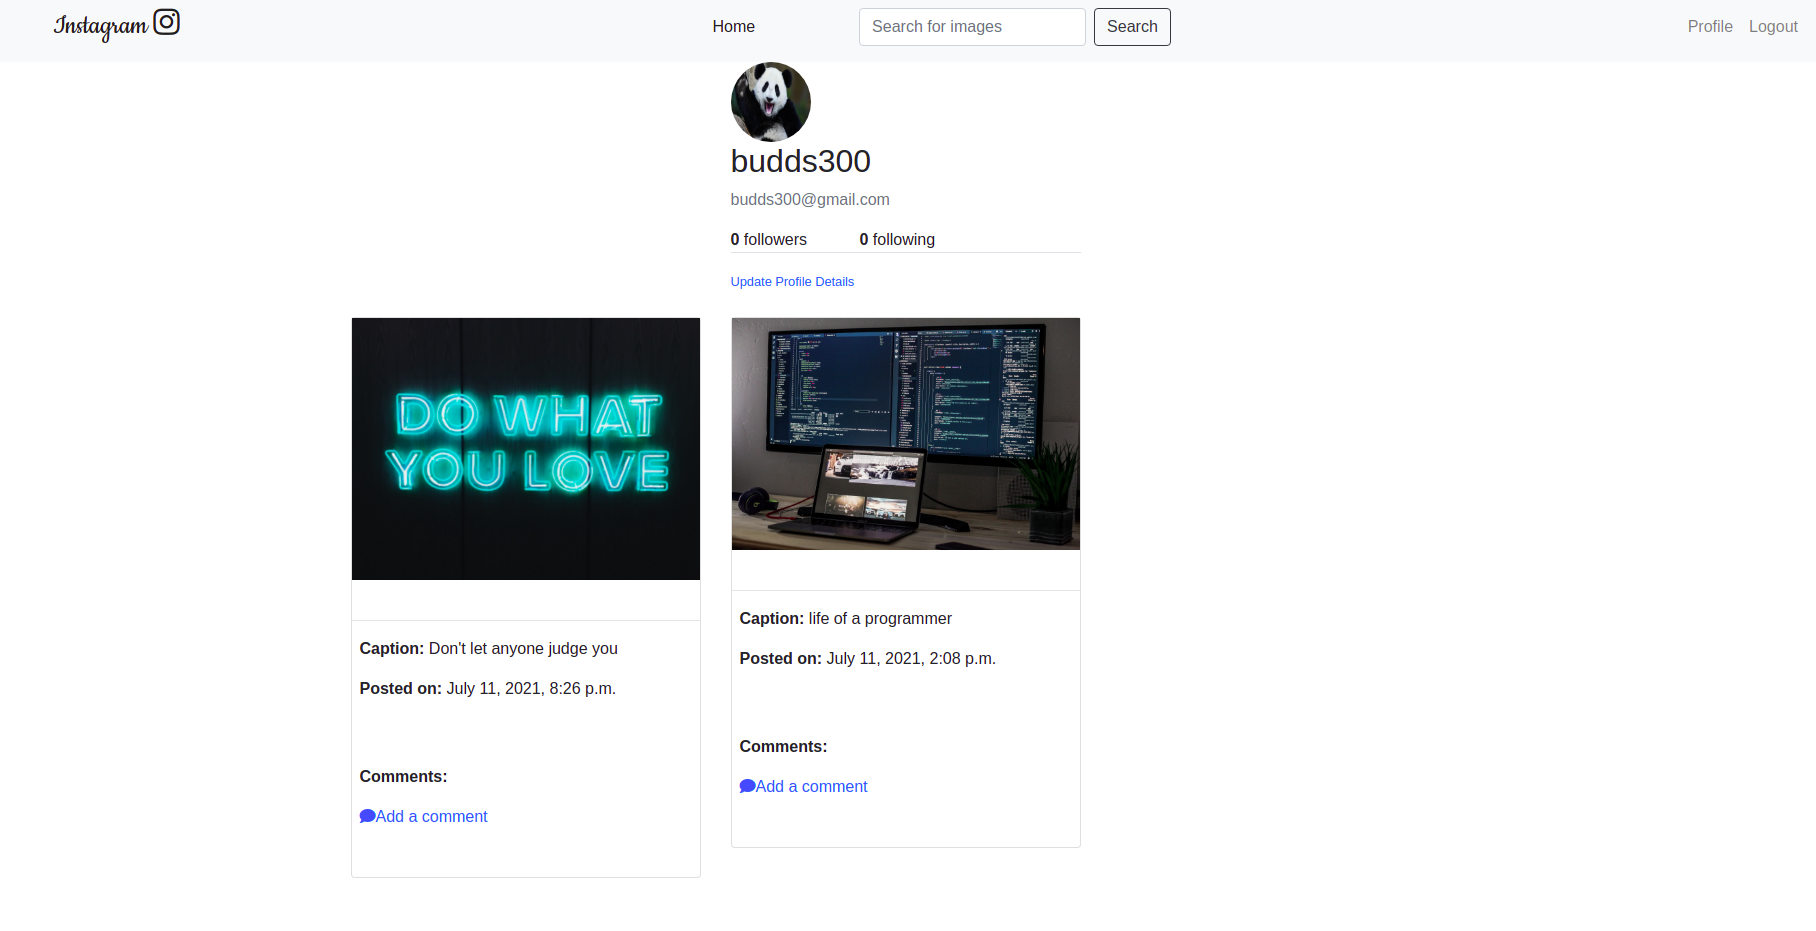 Instagram
Home
Search for images
Search
Profile
Logout
budds300
budds300@gmail.com
0 followers
0 following
Update Profile Details
DO WHAT
YOU LOVE
Caption: Don't let anyone judge you
Posted on: July 11, 2021, 8:26 p.m.
Comments:
Add a comment
Caption: life of a programmer
Posted on: July 11, 2021, 2:08 p.m.
Comments:
Add a comment